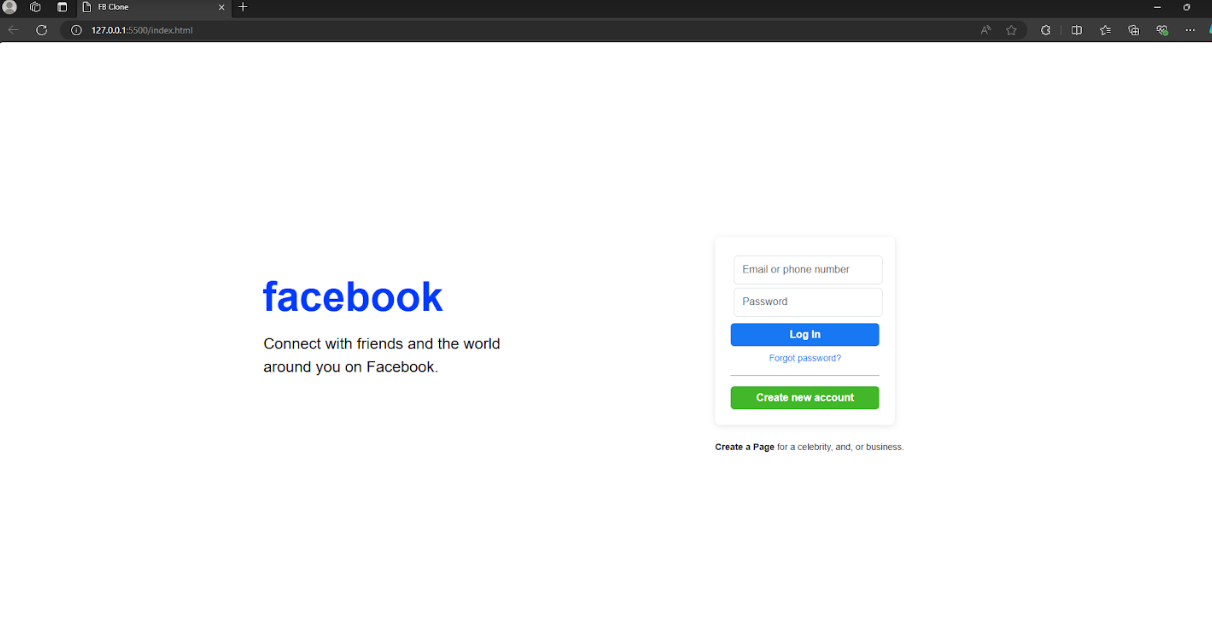 FB Clone
127.0.0.1:5500/index.html
facebook
Connect with friends and the world
around you on Facebook.
Email or phone number
Password
Log In
Forgot password?
Create new account
Create a Page for a celebrity, and, or business.